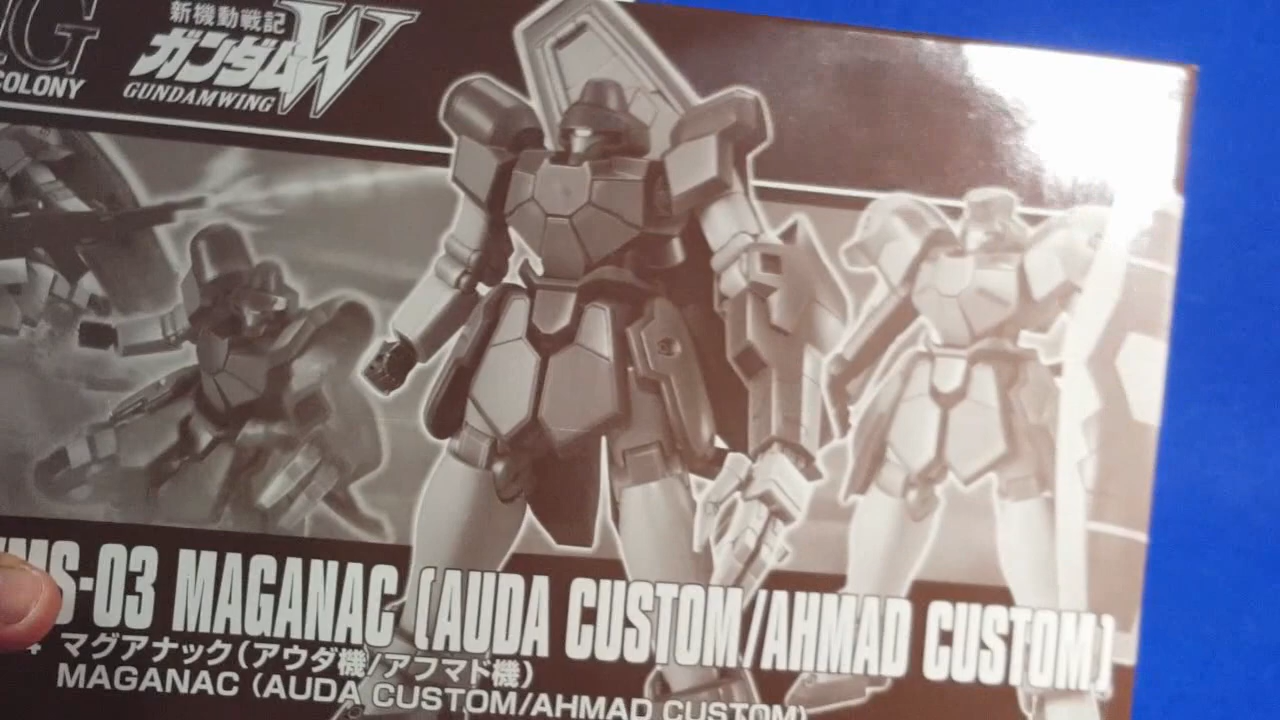 G
COLONY
新機動戦記
ガンダムW
GUNDAMWING
MS-03 MAGANAC (AUDA CUSTOM/AHMAD CUSTOM)
マグアナック(アウダ機/アフマド機)
MAGANAC (AUDA CUSTOM/AHMAD CUSTOM)